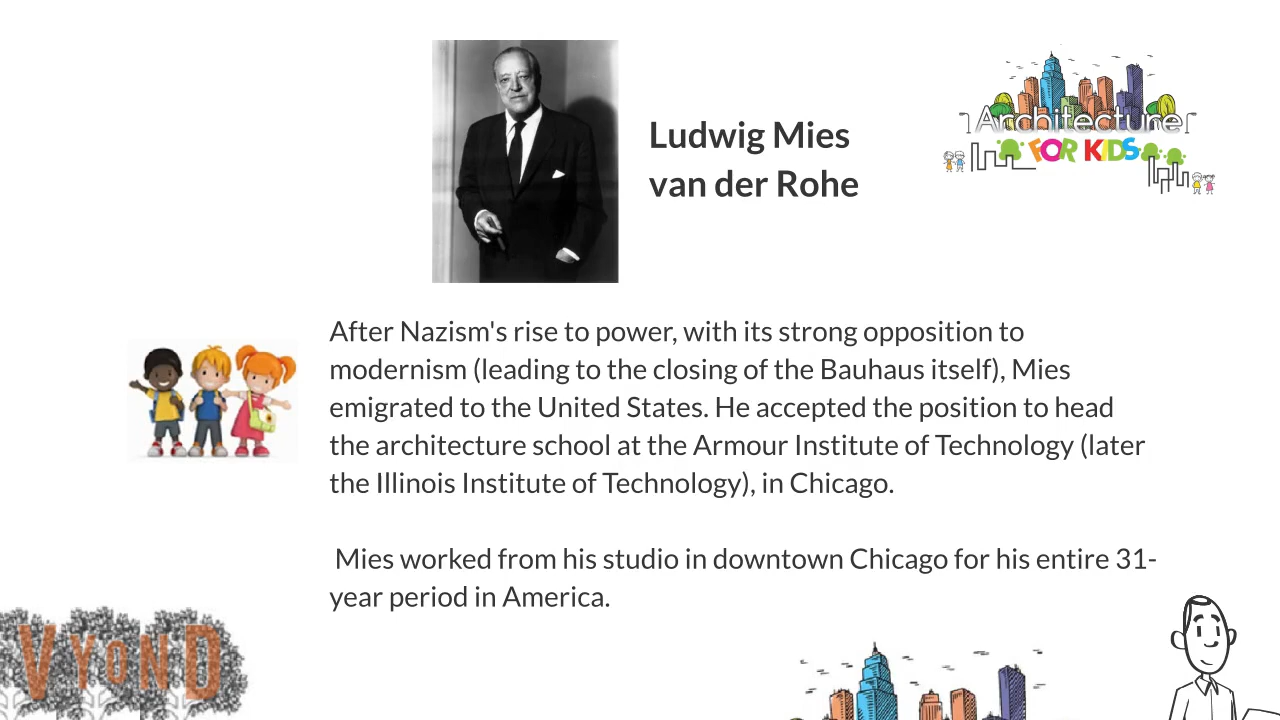 Ludwig Mies
van der Rohe
Architecture
FOR KIDS
After Nazism's rise to power, with its strong opposition to
modernism (leading to the closing of the Bauhaus itself), Mies
emigrated to the United States. He accepted the position to head
the architecture school at the Armour Institute of Technology (later
the Illinois Institute of Technology), in Chicago.
Mies worked from his studio in downtown Chicago for his entire 31-
year period in America.
VYOND